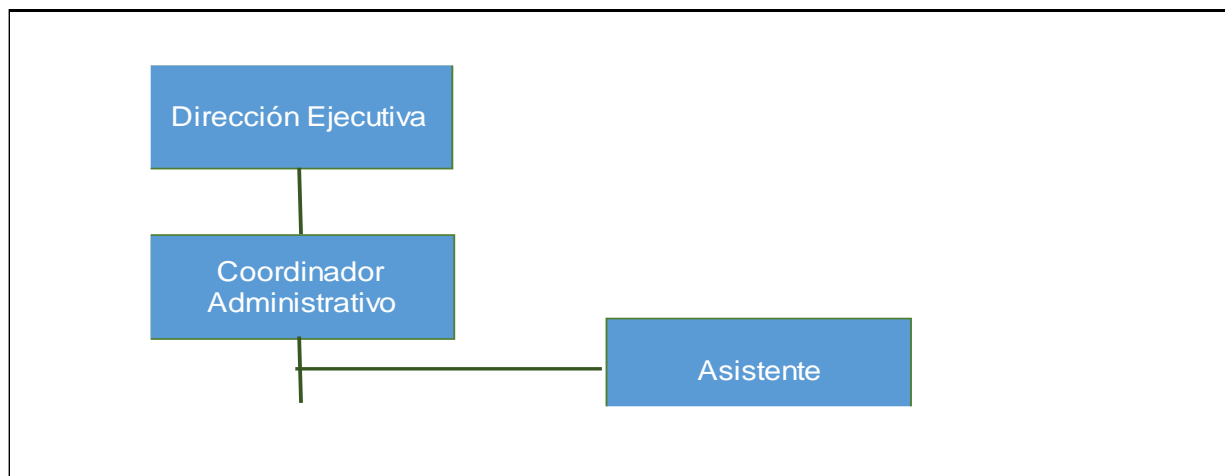 Dirección Ejecutiva
Coordinador
Administrativo
Asistente